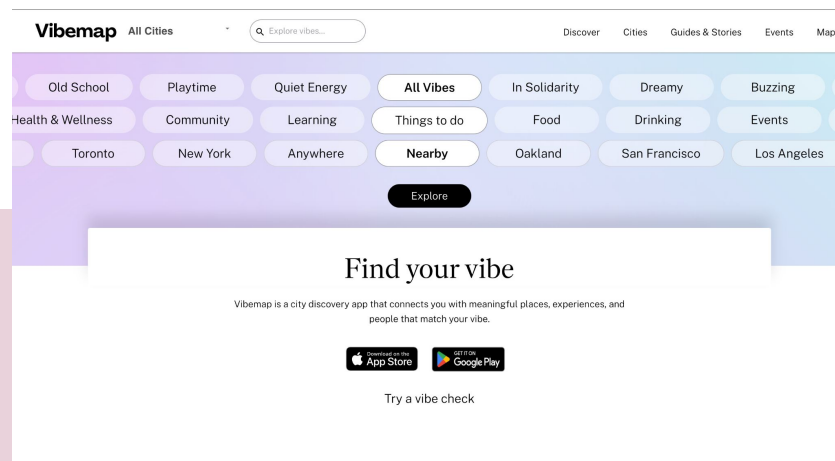 Vibemap All Cities Explore vibes... Discover Cities Guides & Stories Events Map
Old School Playtime Quiet Energy All Vibes In Solidarity Dreamy Buzzing
Health & Wellness Community Learning Things to do Food Drinking Events
Toronto New York Anywhere Nearby Oakland San Francisco Los Angeles
Explore
Find your vibe
Vibemap is a city discovery app that connects you with meaningful places, experiences, and
people that match your vibe.
Download on the App Store GET IT ON Google Play
Try a vibe check